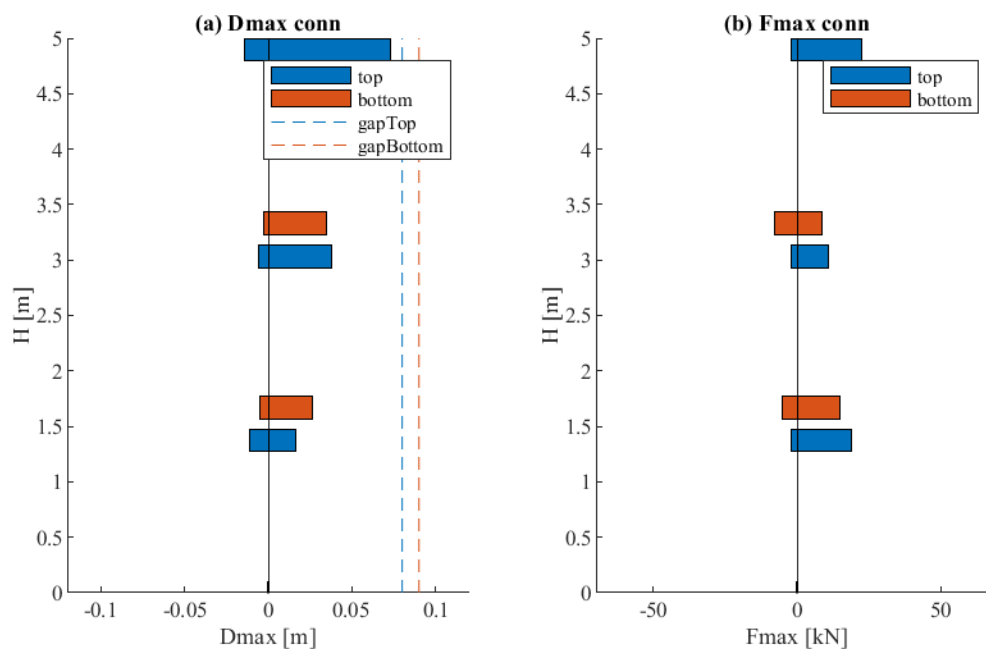 (a) Dmax conn
5
4.5
4
3.5
3
2.5
2
1.5
1
0.5
0
H [m]
top
bottom
gapTop
gapBottom
-0.1
-0.05
0
0.05
0.1
Dmax [m]
(b) Fmax conn
5
4.5
4
3.5
3
2.5
2
1.5
1
0.5
0
H [m]
top
bottom
-50
0
50
Fmax [kN]